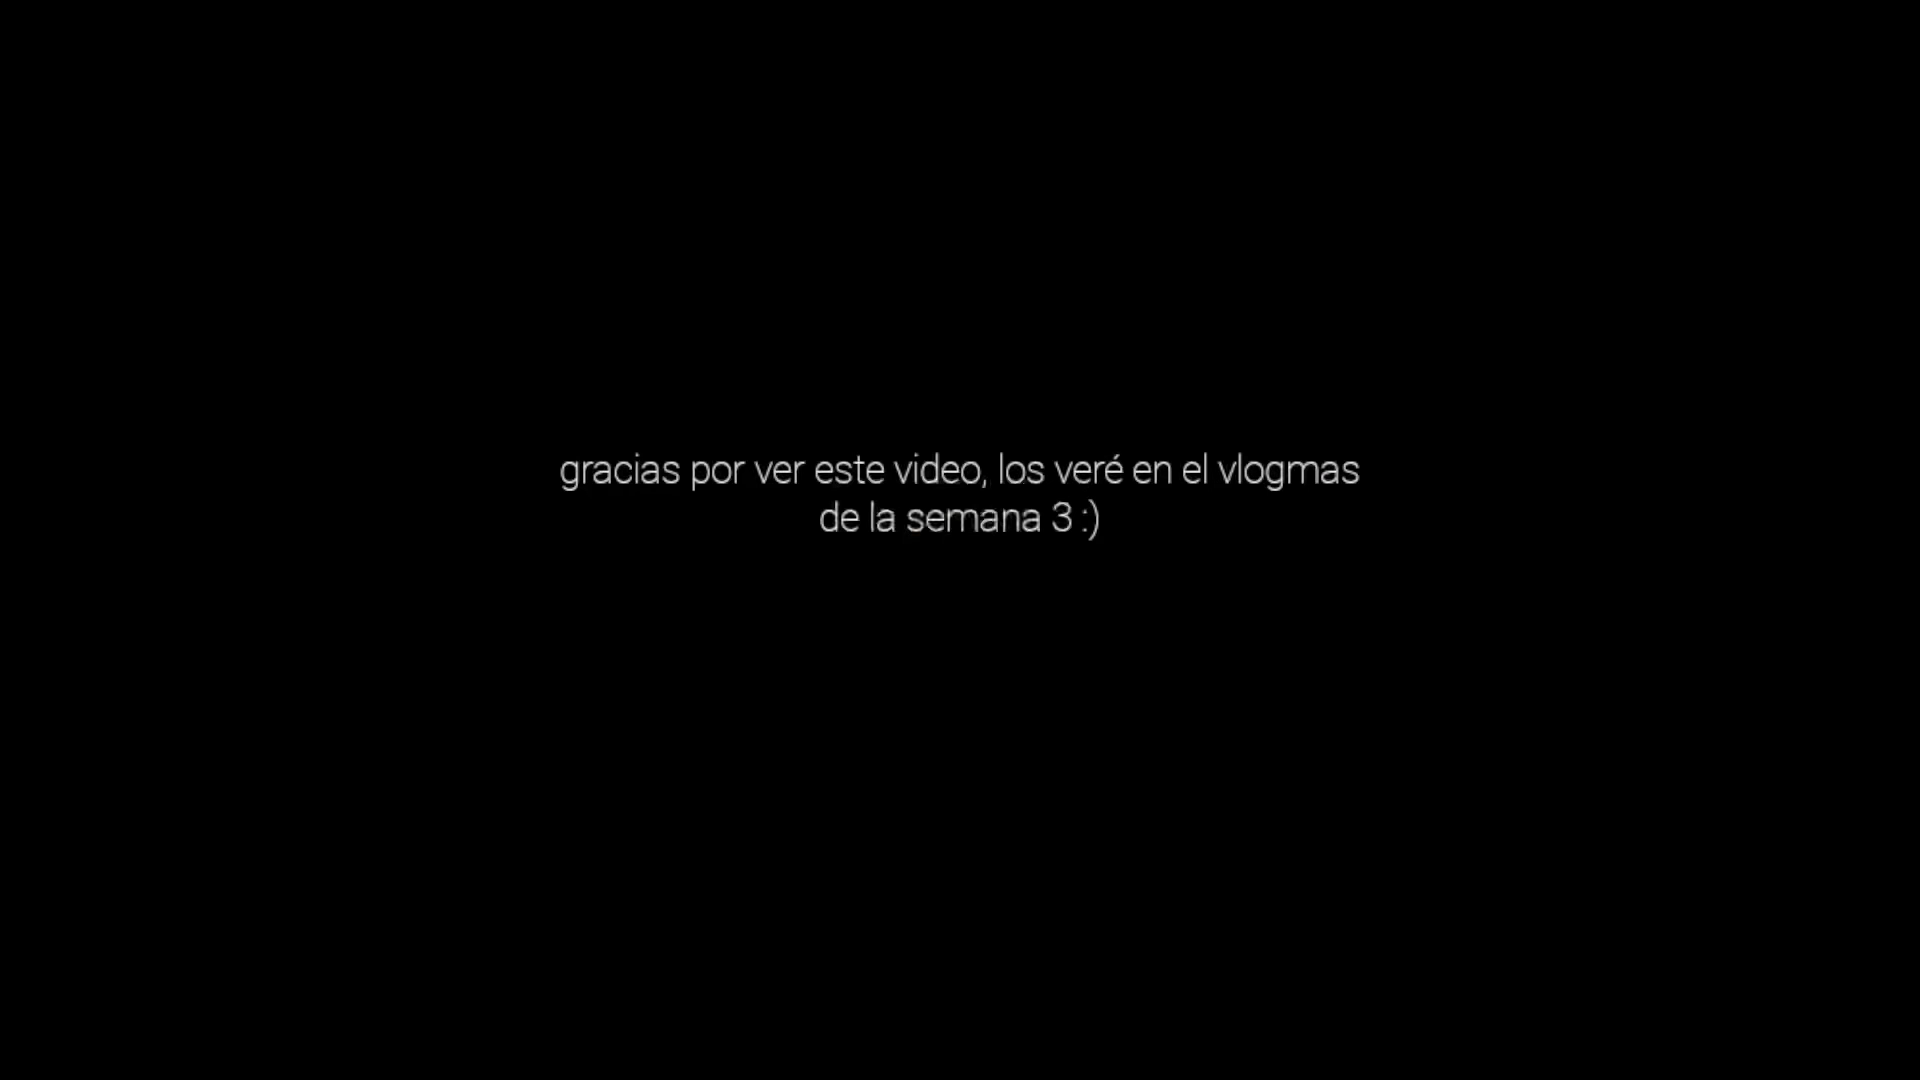 gracias por ver este video, los veré en el vlogmas
de la semana 3 :)